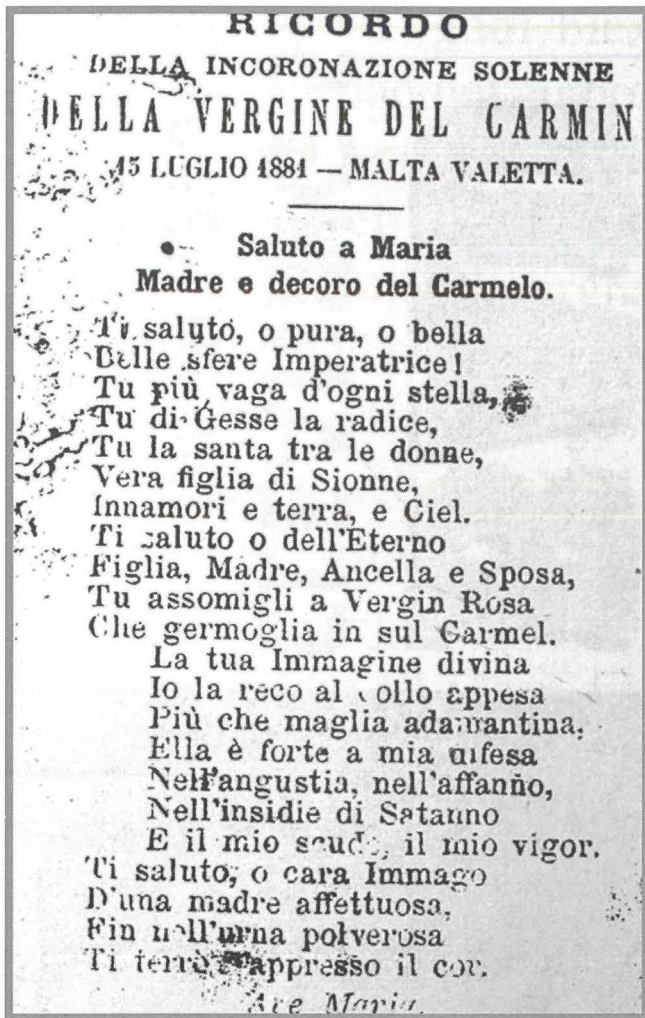 RICORDO
DELLA INCORONAZIONE SOLENNE
DELLA VERGINE DEL CARMIN
15 LUGLIO 1881 — MALTA VALETTA.
Saluto a Maria
Madre e decoro del Carmelo.
Ti saluto, o pura, o bella
Delle sfere Imperatrice!
Tu più vaga d'ogni stella,
Tu di Gesse la radice,
Tu la santa tra le donne,
Vera figlia di Sionne,
Innamori e terra, e Ciel.
Ti saluto o dell'Eterno
Figlia, Madre, Ancella e Sposa,
Tu assomigli a Vergin Rosa
Che germoglia in sul Carmel.
La tua Immagine divina
Io la reco al collo appesa
Più che maglia adamantina,
Ella è forte a mia difesa
Nell'angustia, nell'affanno,
Nell'insidie di Satanno
E il mio scudo, il mio vigor.
Ti saluto, o cara Immago
D'una madre affettuosa,
Fin nell'urna polverosa
Ti terrò appresso il cor.
Ave Maria.